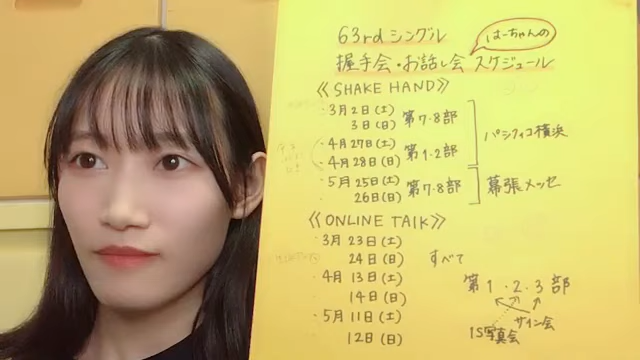 63rdシングル
はーちゃんの
握手会・お話し会 スケジュール
《SHAKE HAND》
・3月2日(土)
3日(日) 第7・8部
・4月27日(土)
・4月28日(日) 第1・2部
パシフィコ横浜
・5月25日(土)
26日(日) 第7・8部
幕張メッセ
《ONLINE TAlK》
・3月23日(土)
24日(日) すべて
・4月13日(土)
14日(日) 第1・2・3部
・5月11日(土) サイン会
12日(日) 1S写真会